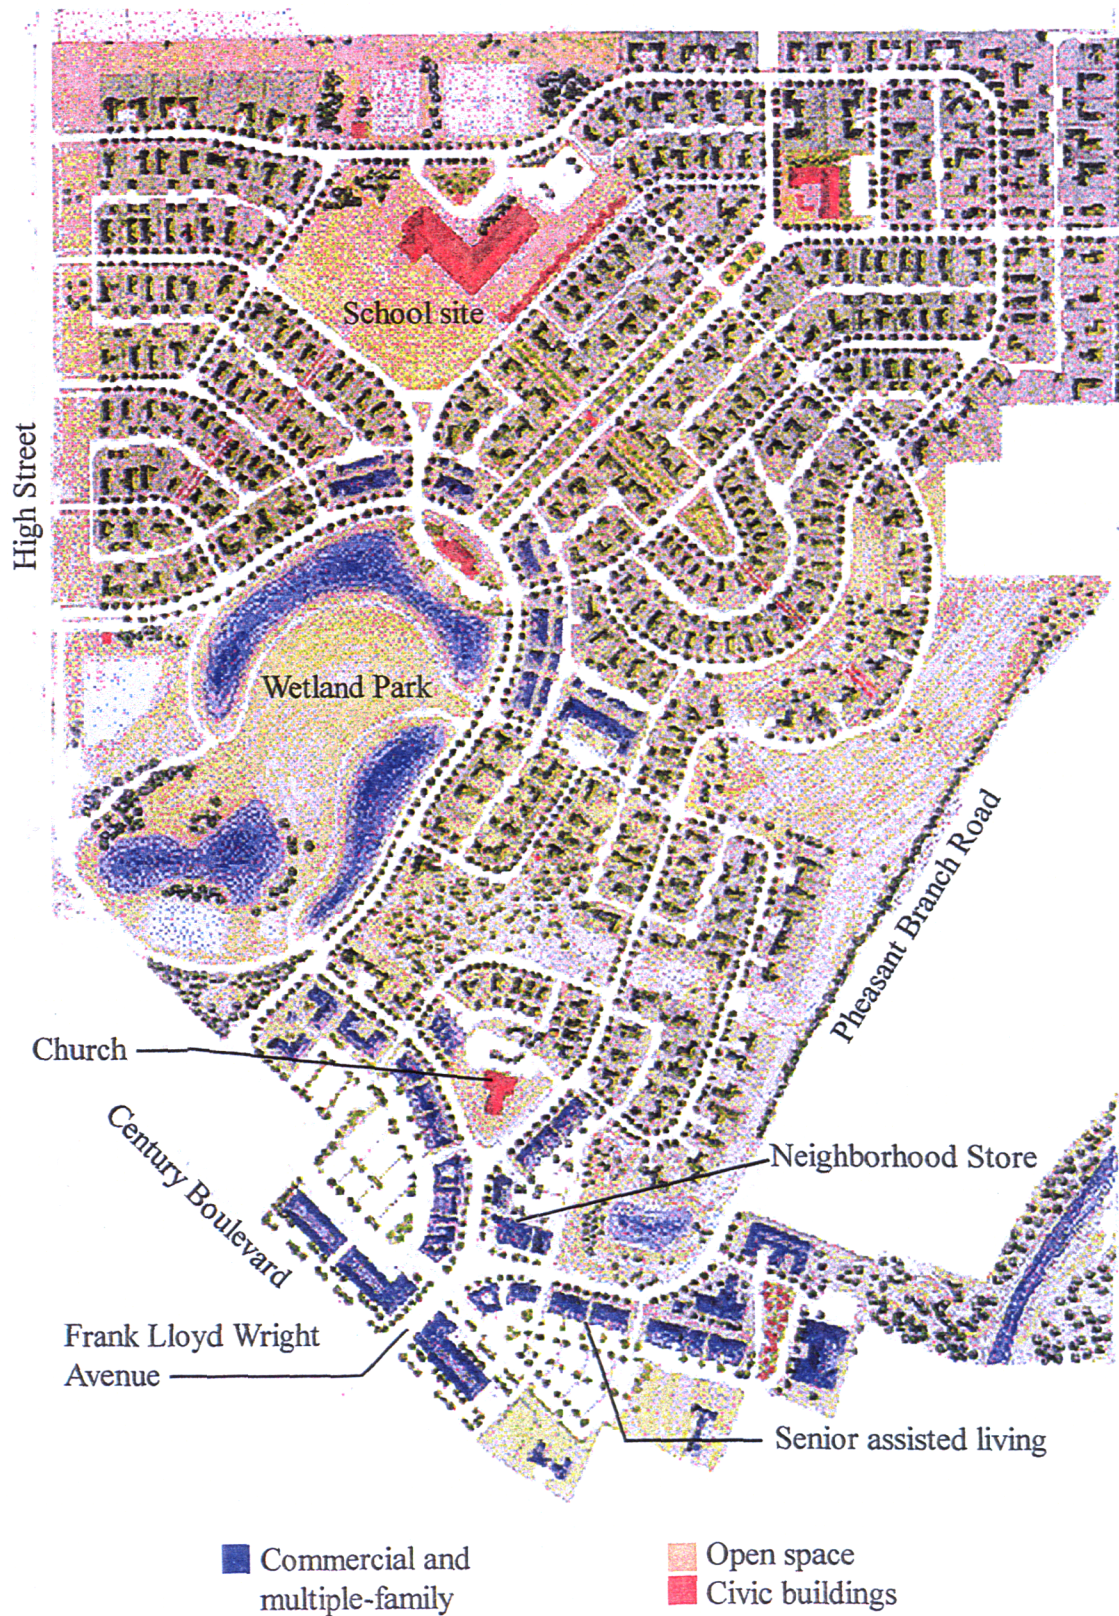 School site
High Street
Wetland Park
Pheasant Branch Road
Church
Century Boulevard
Neighborhood Store
Frank Lloyd Wright
Avenue
Senior assisted living
Commercial and
multiple-family
Open space
Civic buildings